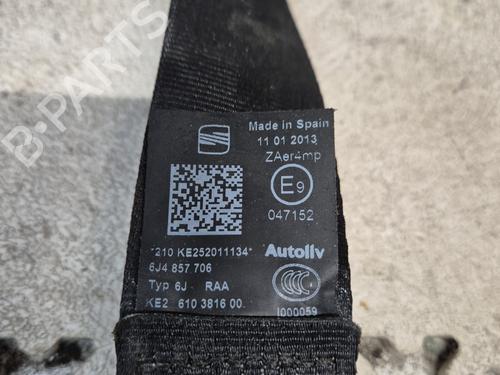 B-PARTS
Made in Spain
11 01 2013
ZAer4mp
E9
047152
*210 KE252011134*
Autoliv
6J4 857 706
Typ 6J RAA
CCC
KE2 610 3816 00
I000059